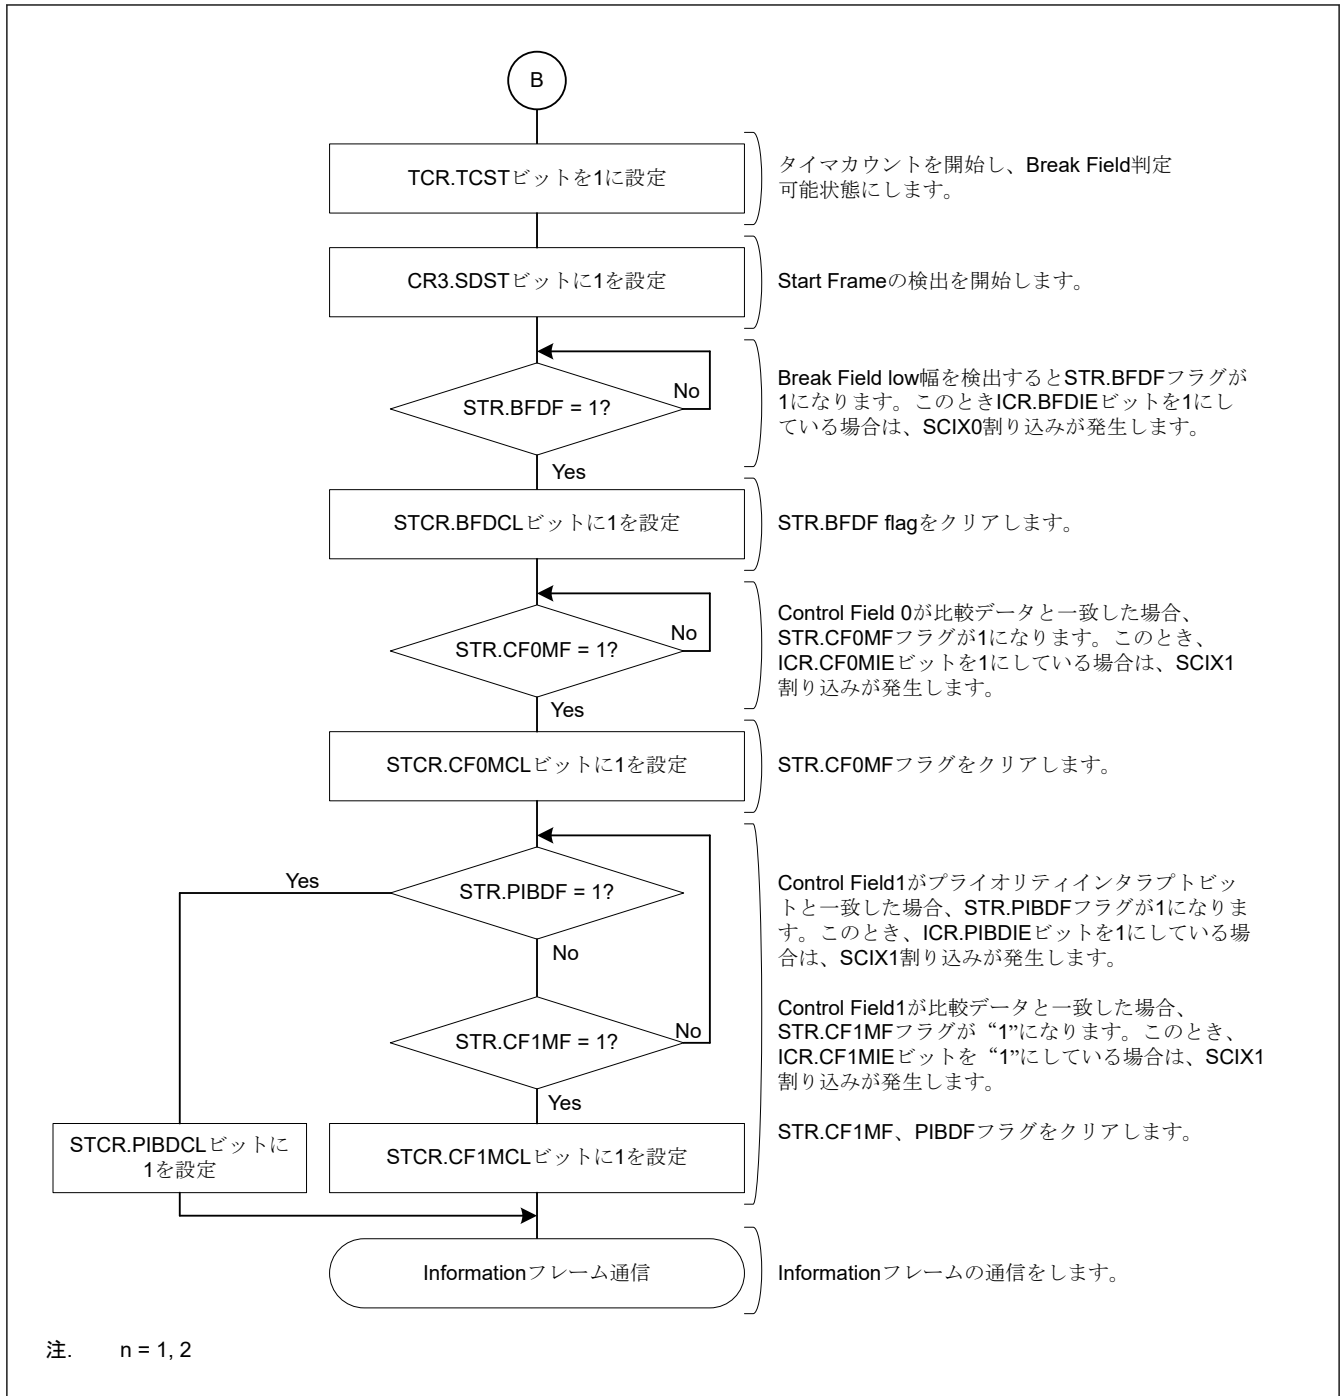 B
TCR.TCSTビットを1に設定
タイマカウントを開始し、Break Field判定
可能状態にします。
CR3.SDSTビットに1を設定
Start Frameの検出を開始します。
STR.BFDF = 1?
No
Yes
Break Field low幅を検出するとSTR.BFDFフラグが
1になります。このときICR.BFDIEビットを1にし
ている場合は、SCIX0割り込みが発生します。
STCR.BFDCLビットに1を設定
STR.BFDF flagをクリアします。
STR.CF0MF = 1?
No
Yes
Control Field 0が比較データと一致した場合、
STR.CF0MFフラグが1になります。このとき、
ICR.CF0MIEビットを1にしている場合は、SCIX1
割り込みが発生します。
STCR.CF0MCLビットに1を設定
STR.CF0MFフラグをクリアします。
Yes
STR.PIBDF = 1?
No
Control Field1がプライオリティインタラプトビッ
トと一致した場合、STR.PIBDFフラグが1になりま
す。このとき、ICR.PIBDIEビットを1にしている場
合は、SCIX1割り込みが発生します。
STR.CF1MF = 1?
No
Yes
Control Field1が比較データと一致した場合、
STR.CF1MFフラグが“1”になります。このとき、
ICR.CF1MIEビットを“1”にしている場合は、SCIX1
割り込みが発生します。
STCR.PIBDCLビットに
1を設定
STCR.CF1MCLビットに1を設定
STR.CF1MF、PIBDFフラグをクリアします。
Informationフレーム通信
Informationフレームの通信をします。
注. n = 1, 2